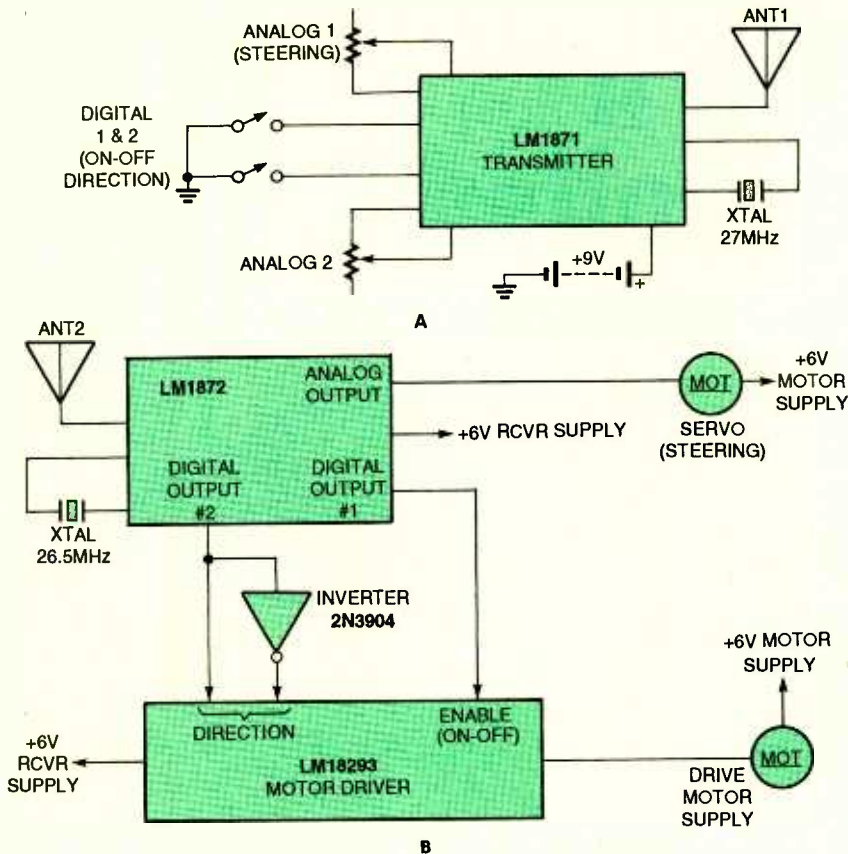 ANALOG 1
(STEERING)
ANT1
DIGITAL
1 & 2
(ON-OFF
DIRECTION)
LM1871
TRANSMITTER
XTAL
27MHz
ANALOG 2
+9V
+
A
ANT2
LM1872
ANALOG
OUTPUT
MOT
+6V
MOTOR
SUPPLY
+6V RCVR SUPPLY
SERVO
(STEERING)
DIGITAL
OUTPUT
#2
DIGITAL
OUTPUT
#1
XTAL
26.5MHz
INVERTER
2N3904
+6V MOTOR
SUPPLY
DIRECTION
ENABLE
(ON-OFF)
+6V
RCVR
SUPPLY
LM18293
MOTOR DRIVER
MOT
DRIVE
MOTOR
SUPPLY
B